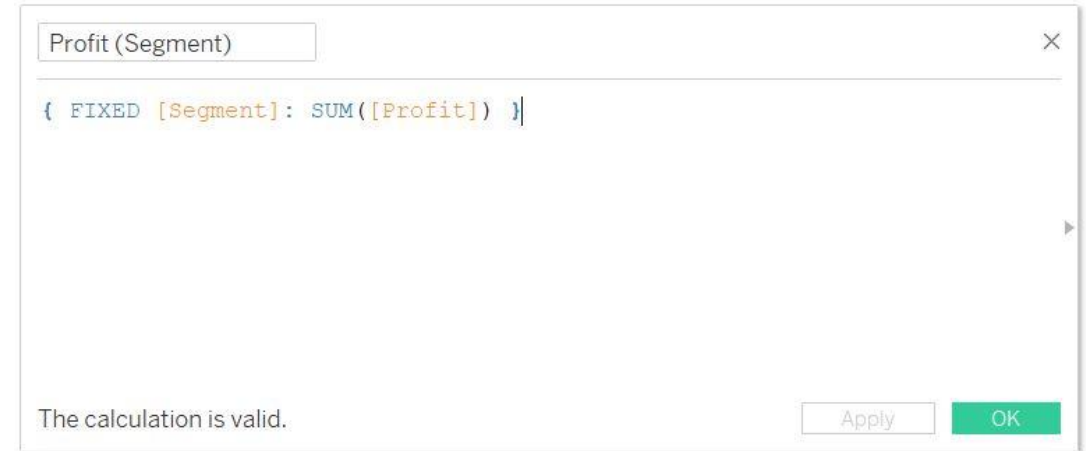 Profit (Segment)
{ FIXED [Segment]: SUM([Profit]) }
The calculation is valid.
Apply
OK